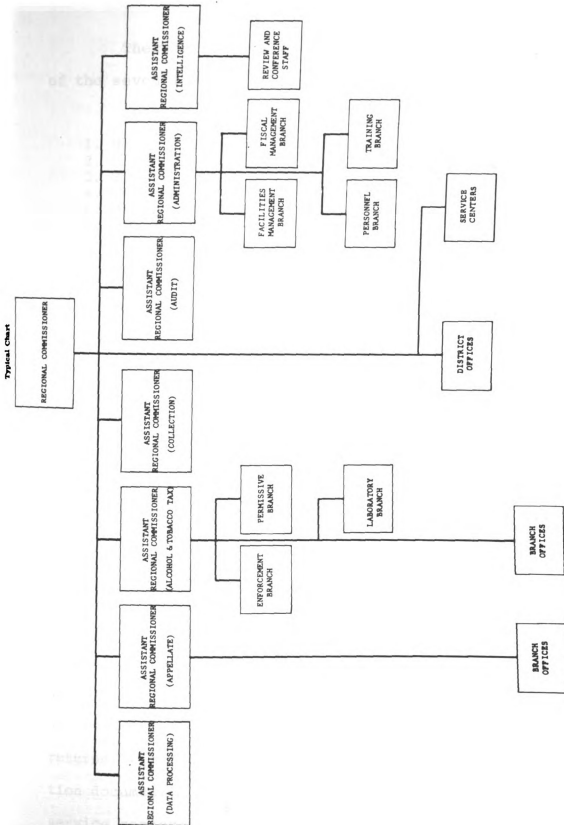 Typical Chart
REGIONAL COMMISSIONER
ASSISTANT
REGIONAL COMMISSIONER
(DATA PROCESSING)
ASSISTANT
REGIONAL COMMISSIONER
(APPELLATE)
ASSISTANT
REGIONAL COMMISSIONER
(ALCOHOL & TOBACCO TAX)
ASSISTANT
REGIONAL COMMISSIONER
(COLLECTION)
ASSISTANT
REGIONAL COMMISSIONER
(AUDIT)
ASSISTANT
REGIONAL COMMISSIONER
(ADMINISTRATION)
ASSISTANT
REGIONAL COMMISSIONER
(INTELLIGENCE)
ENFORCEMENT
BRANCH
PERMISSIVE
BRANCH
FACILITIES
MANAGEMENT
BRANCH
FISCAL
MANAGEMENT
BRANCH
REVIEW AND
CONFERENCE
STAFF
LABORATORY
BRANCH
PERSONNFL
BRANCH
TRAINING
BRANCH
DISTRICT
OFFICES
SERVICE
CENTERS
BRANCH
OFFICES
BRANCH
OFFICES